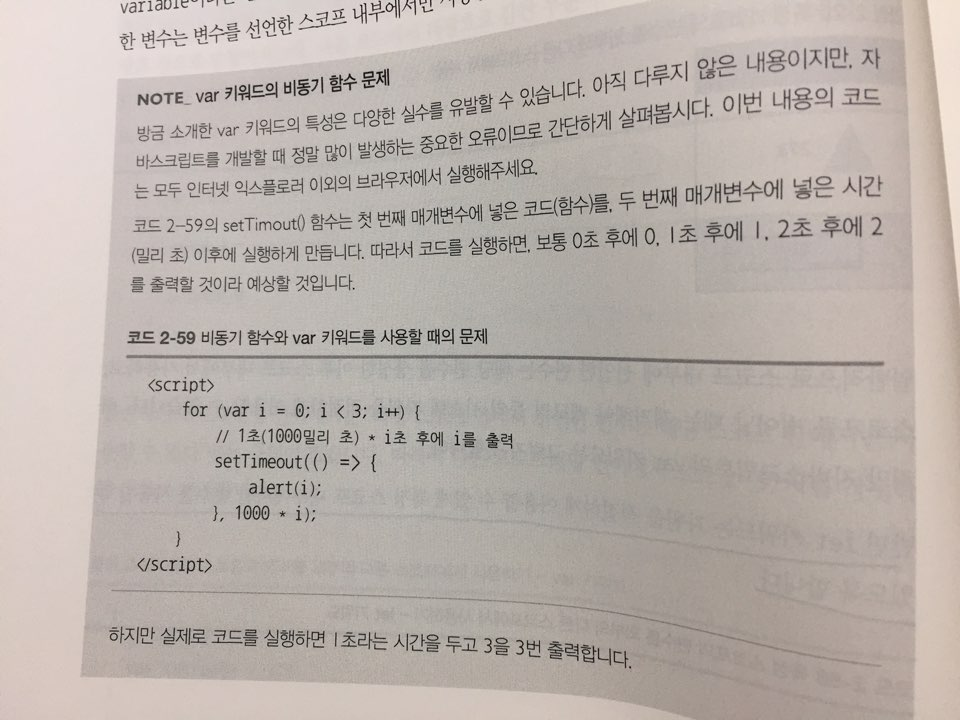 variable이라는
한 변수는 변수를 선언한 스코프 내부에서만
NOTE_ var 키워드의 비동기 함수 문제
방금 소개한 var 키워드의 특성은 다양한 실수를 유발할 수 있습니다. 아직 다루지 않은 내용이지만, 자
바스크립트를 개발할 때 정말 많이 발생하는 중요한 오류이므로 간단하게 살펴봅시다. 이번 내용의 코드
는 모두 인터넷 익스플로러 이외의 브라우저에서 실행해주세요.
코드 2-59의 setTimout() 함수는 첫 번째 매개변수에 넣은 코드(함수)를, 두 번째 매개변수에 넣은 시간
(밀리 초) 이후에 실행하게 만듭니다. 따라서 코드를 실행하면, 보통 0초 후에 0, 1초 후에 1, 2초 후에 2
를 출력할 것이라 예상할 것입니다.
코드 2-59 비동기 함수와 var 키워드를 사용할 때의 문제
<script>
for (var i = 0; i < 3; i++) {
// 1초(1000밀리 초) * i초 후에 i를 출력
setTimeout(() => {
alert(i);
}, 1000 * i);
}
</script>
하지만 실제로 코드를 실행하면 1초라는 시간을 두고 3을 3번 출력합니다.